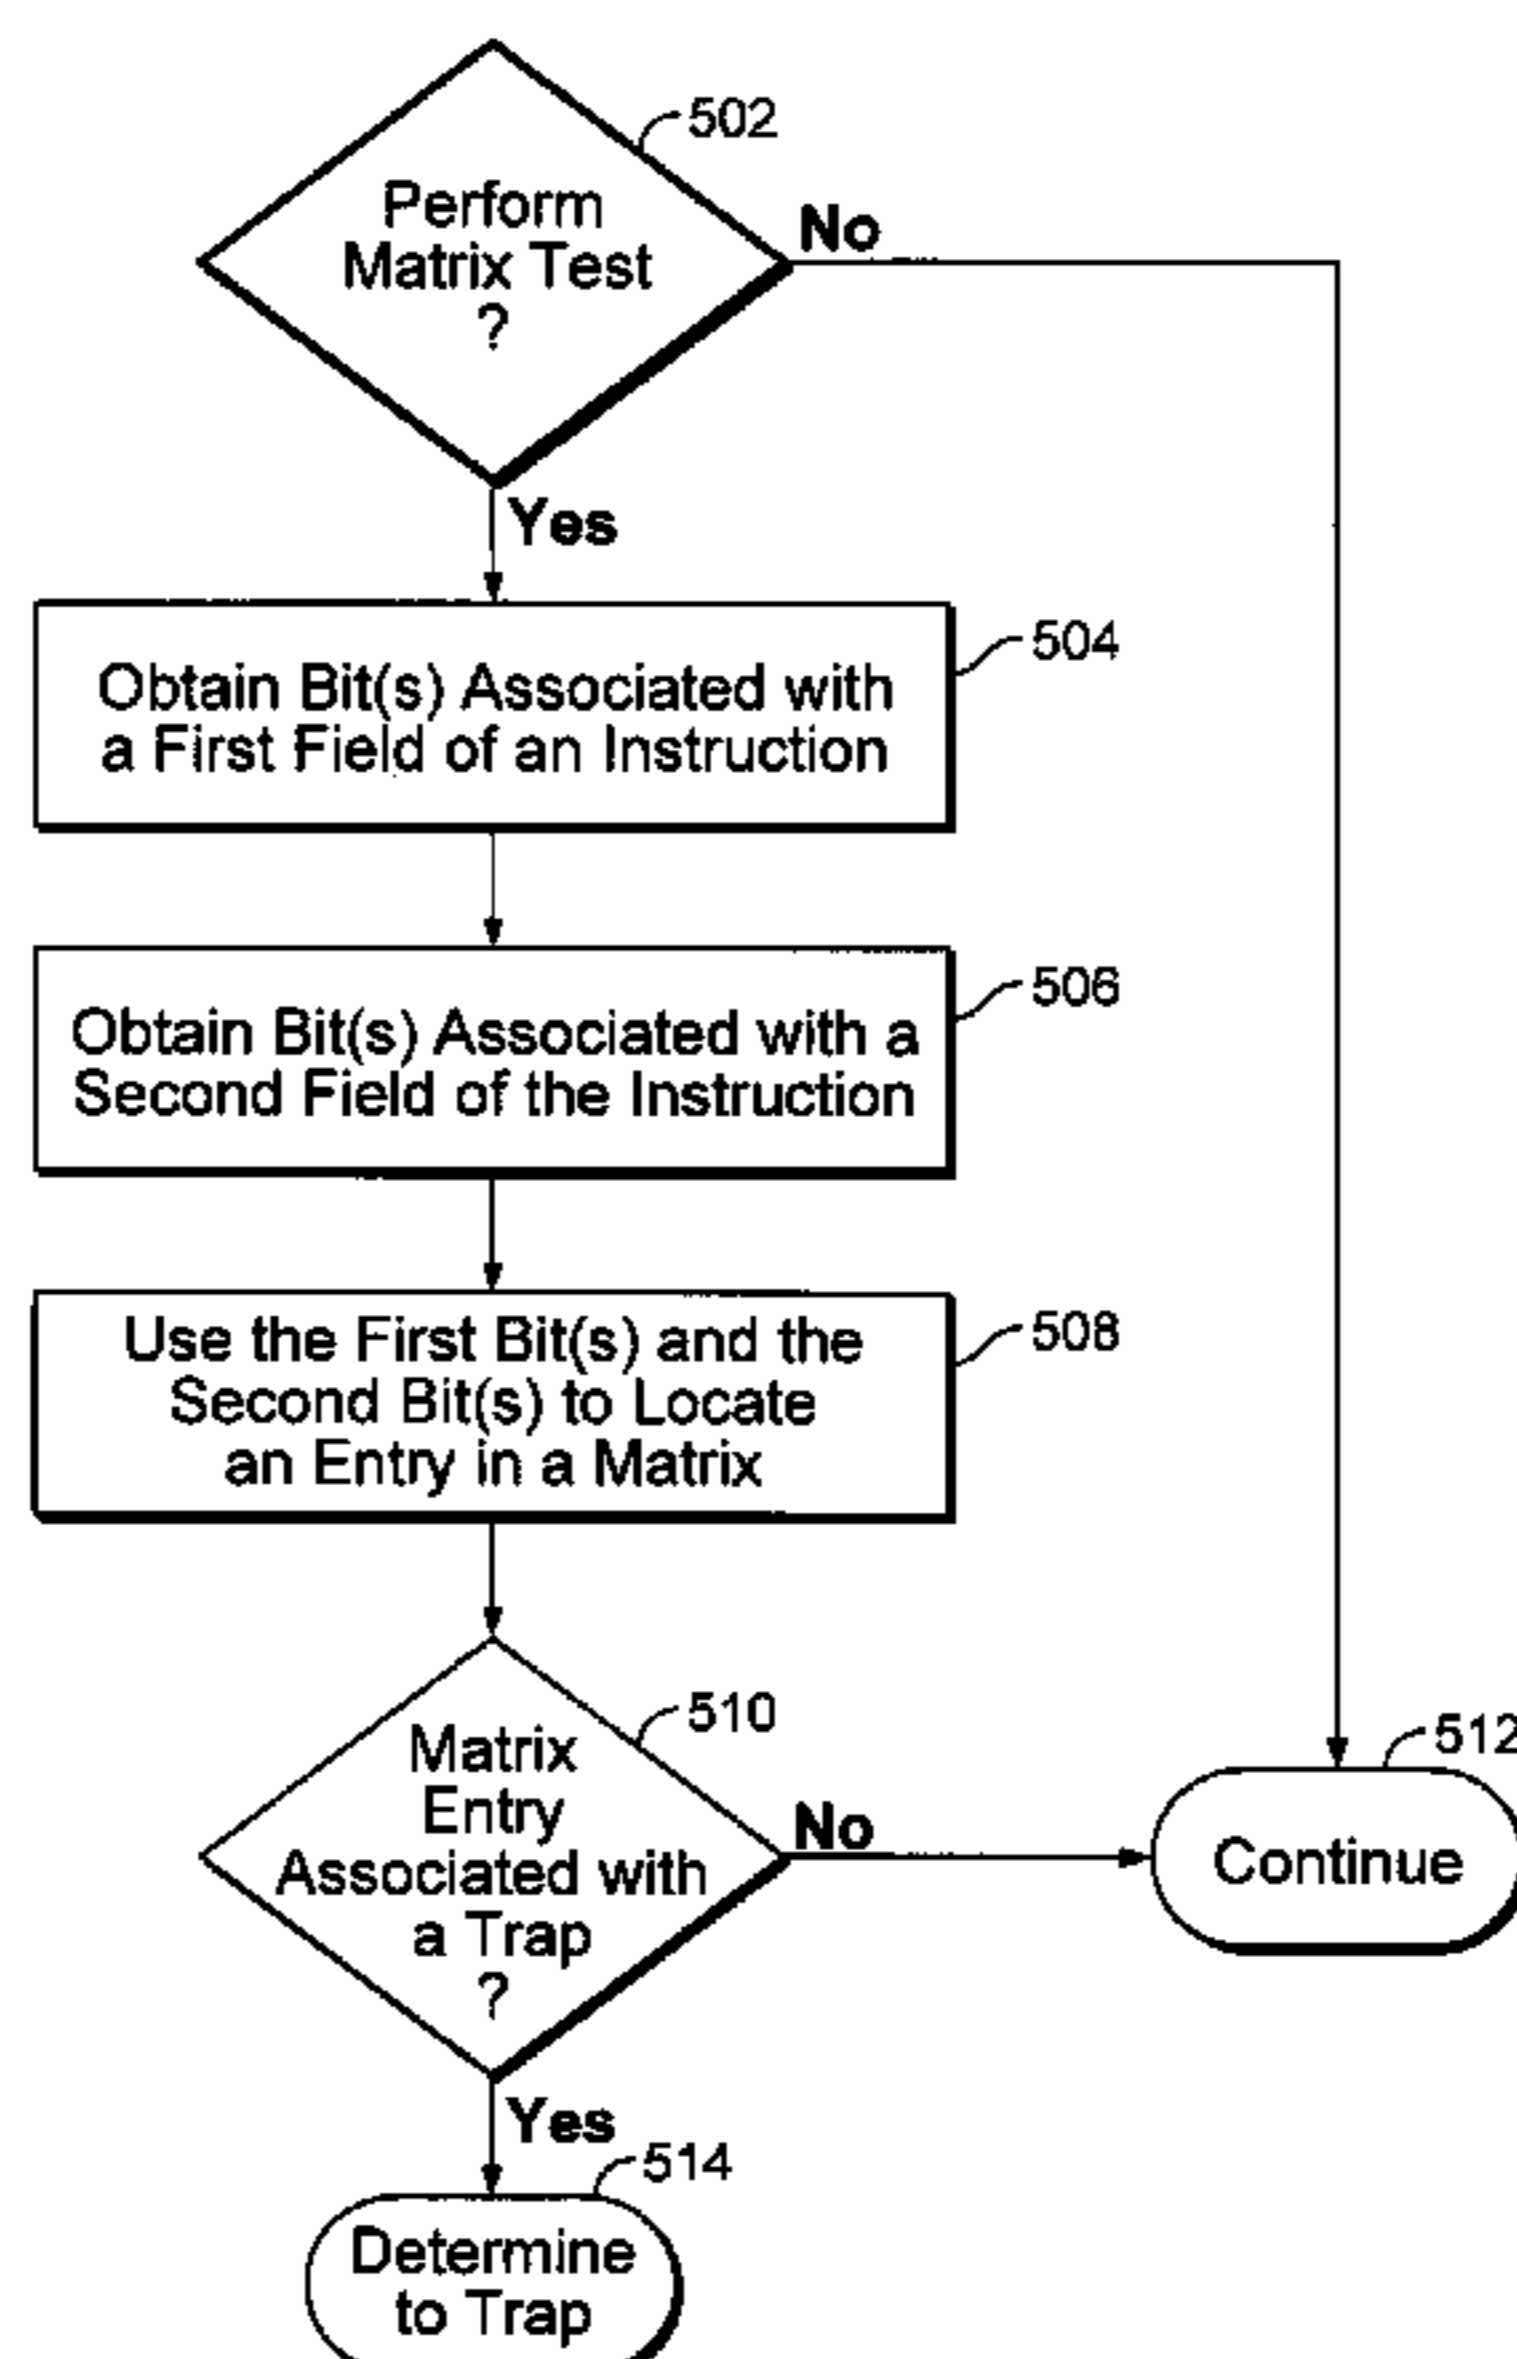 502
Perform
Matrix Test
?
No
Yes
504
Obtain Bit(s) Associated with
a First Field of an Instruction
506
Obtain Bit(s) Associated with a
Second Field of the Instruction
508
Use the First Bit(s) and the
Second Bit(s) to Locate
an Entry in a Matrix
510
Matrix
Entry
Associated with
a Trap
?
No
512
Continue
Yes
514
Determine
to Trap